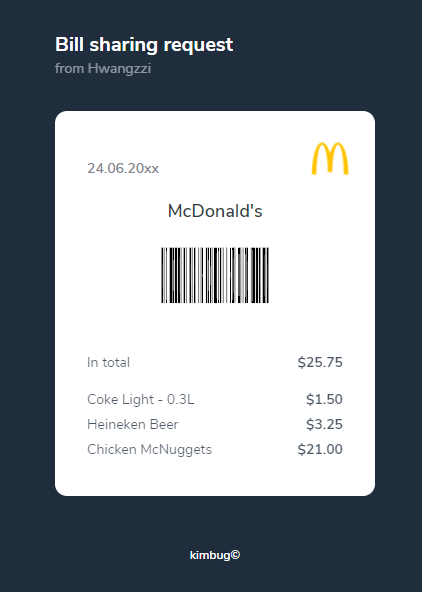 Bill sharing request
from Hwangzzi
24.06.20xx
McDonald's
In total $25.75
Coke Light - 0.3L $1.50
Heineken Beer $3.25
Chicken McNuggets $21.00
kimbug©